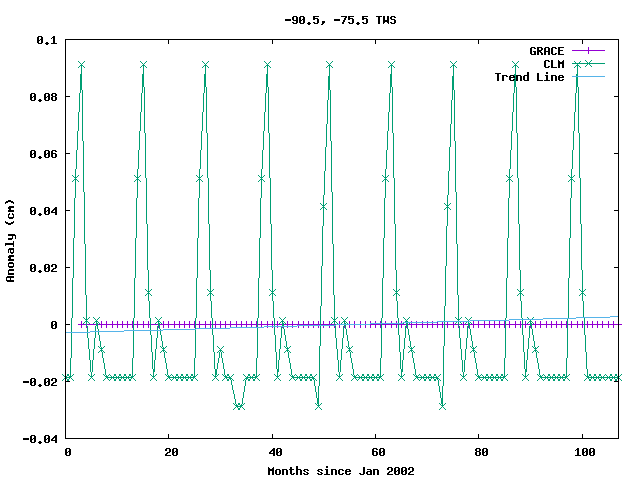 -90.5, -75.5 TWS
GRACE
CLM
Trend Line
0.1
0.08
0.06
0.04
0.02
0
-0.02
-0.04
Anomaly (cm)
0 20 40 60 80 100
Months since Jan 2002